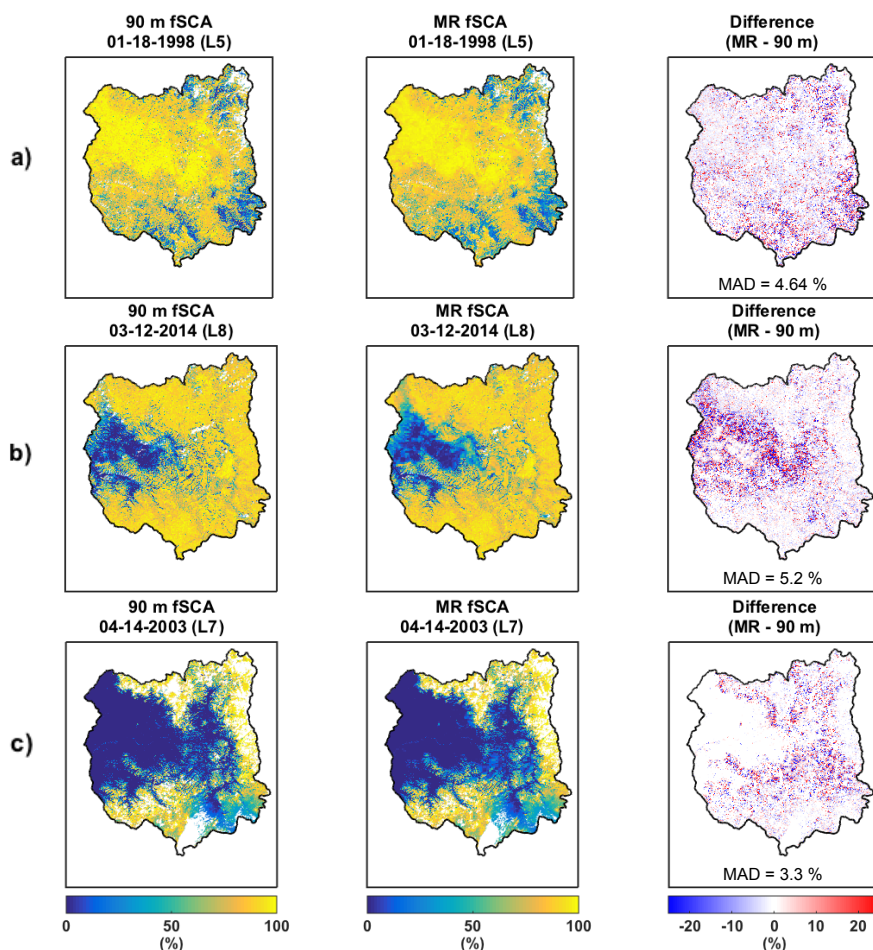 90 m fSCA
01-18-1998 (L5)
MR fSCA
01-18-1998 (L5)
Difference
(MR - 90 m)
a)
MAD = 4.64 %
90 m fSCA
03-12-2014 (L8)
MR fSCA
03-12-2014 (L8)
Difference
(MR - 90 m)
b)
MAD = 5.2 %
90 m fSCA
04-14-2003 (L7)
MR fSCA
04-14-2003 (L7)
Difference
(MR - 90 m)
c)
MAD = 3.3 %
0 50 100
(%)
0 50 100
(%)
-20 -10 0 10 20
(%)